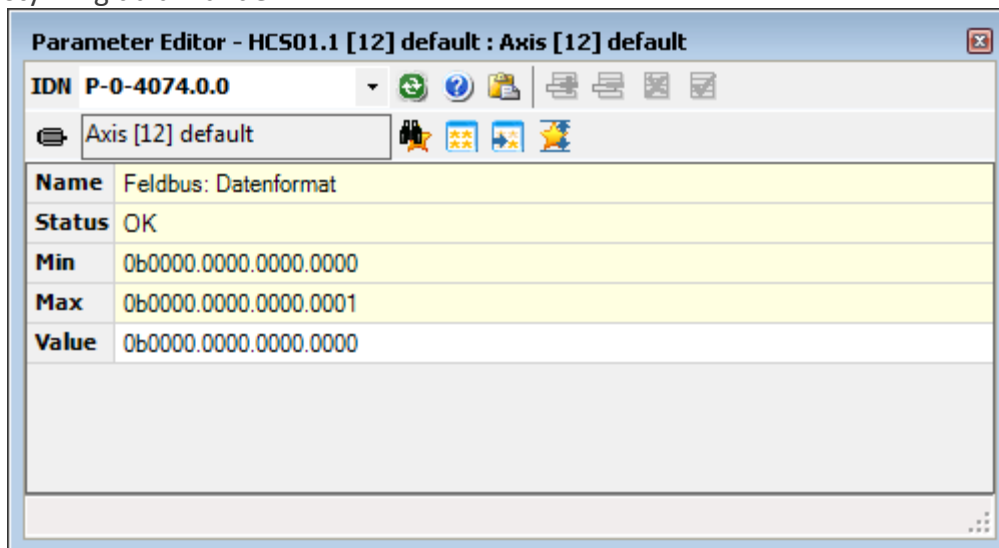 Parameter Editor - HCS01.1 [12] default : Axis [12] default
IDN P-0-4074.0.0
Axis [12] default
Name Feldbus: Datenformat
Status OK
Min 0b0000.0000.0000.0000
Max 0b0000.0000.0000.0001
Value 0b0000.0000.0000.0000